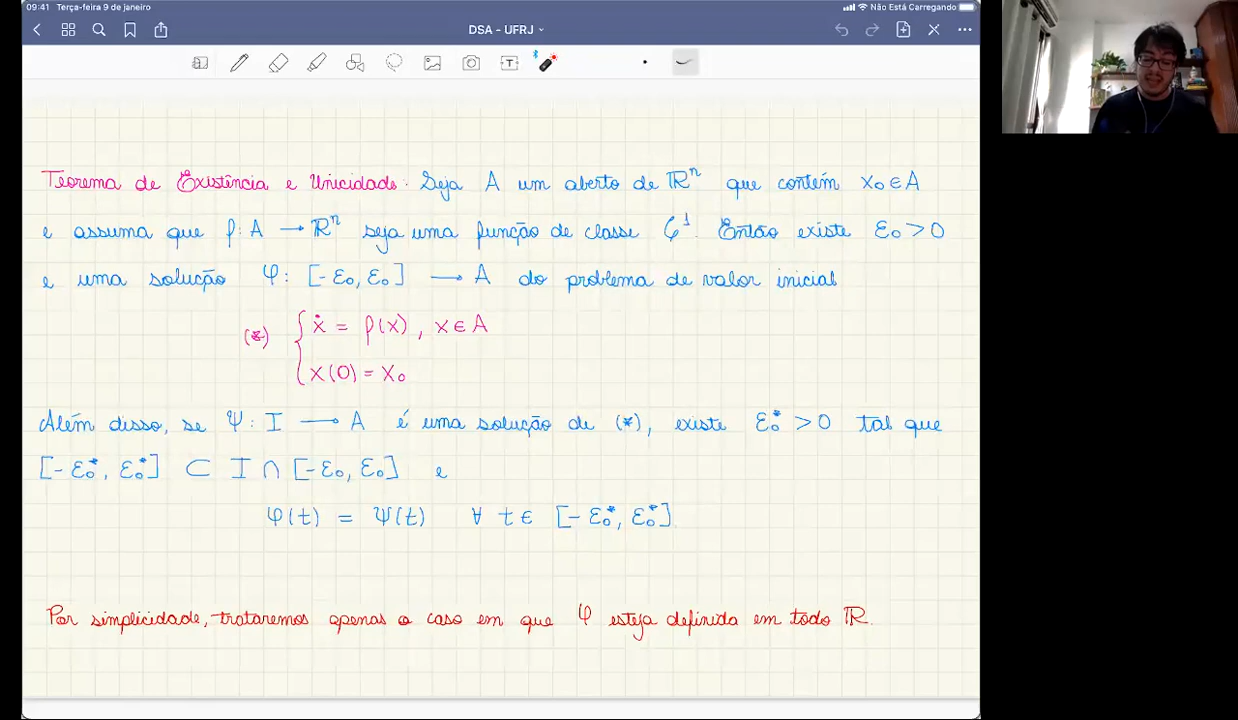 09:41 Terça-feira 9 de janeiro
Não Está Carregando
DSA - UFRJ
T
Teorema de Existência e Unicidade: Seja A um aberto de ℝⁿ que contém x₀ ∈ A
e assuma que f: A → ℝⁿ seja uma função de classe C¹. Então existe ε₀ > 0
e uma solução φ: [-ε₀, ε₀] → A do problema de valor inicial
(*) { ẋ = f(x), x ∈ A
x(0) = x₀
Além disso, se Ψ: I → A é uma solução de (*), existe ε₀* > 0 tal que
[-ε₀*, ε₀*] ⊂ I ∩ [-ε₀, ε₀] e
φ(t) = Ψ(t) ∀ t ∈ [-ε₀*, ε₀*].
Por simplicidade, trataremos apenas o caso em que φ esteja definida em todo ℝ.